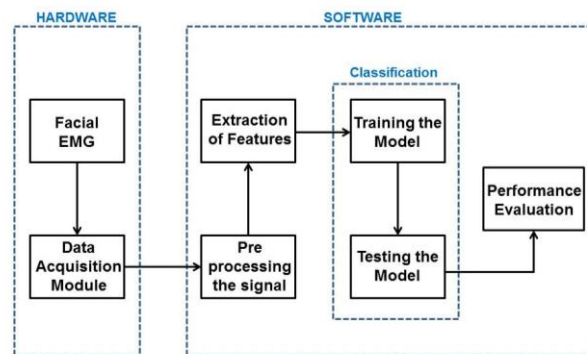 HARDWARE
SOFTWARE
Classification
Facial
EMG
Extraction
of Features
Training the
Model
Performance
Evaluation
Data
Acquisition
Module
Pre
processing
the signal
Testing the
Model